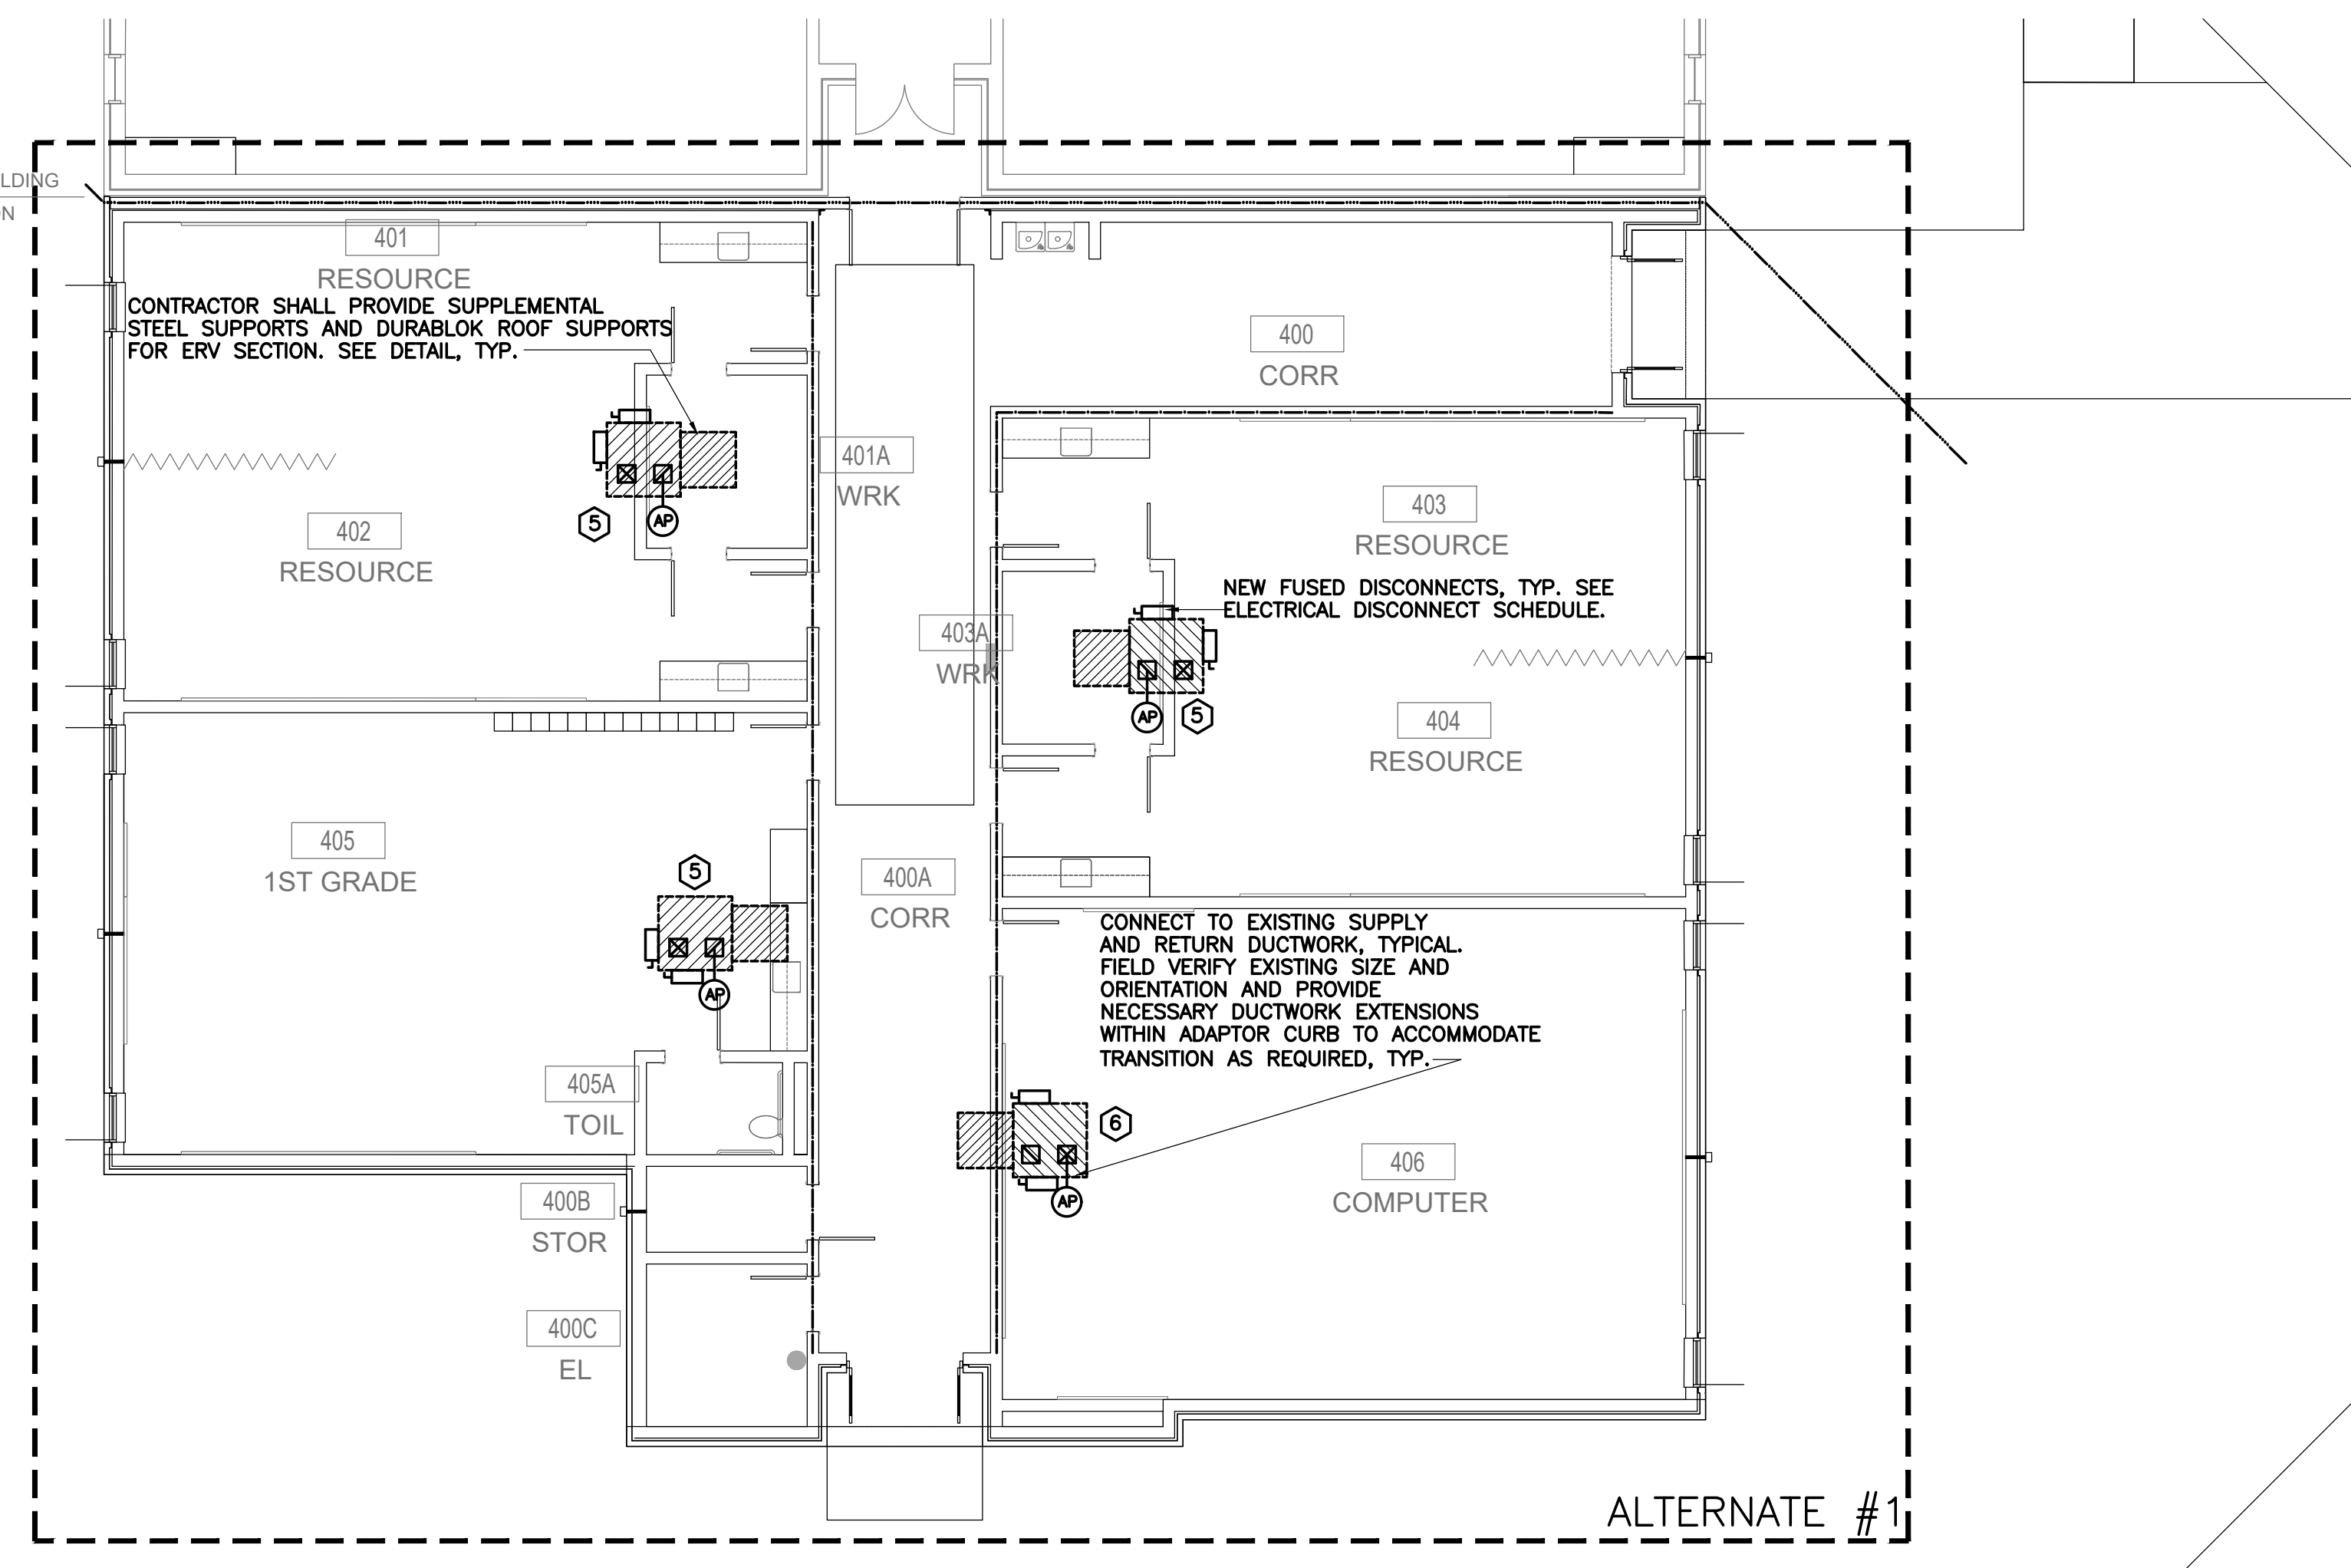 LDING
N
401
RESOURCE
CONTRACTOR SHALL PROVIDE SUPPLEMENTAL
STEEL SUPPORTS AND DURABLOK ROOF SUPPORTS
FOR ERV SECTION. SEE DETAIL, TYP.
400
CORR
401A
WRK
402
RESOURCE
5
AP
403
RESOURCE
NEW FUSED DISCONNECTS, TYP. SEE
ELECTRICAL DISCONNECT SCHEDULE.
403A
WRK
AP
5
404
RESOURCE
405
1ST GRADE
5
AP
400A
CORR
CONNECT TO EXISTING SUPPLY
AND RETURN DUCTWORK, TYPICAL.
FIELD VERIFY EXISTING SIZE AND
ORIENTATION AND PROVIDE
NECESSARY DUCTWORK EXTENSIONS
WITHIN ADAPTOR CURB TO ACCOMMODATE
TRANSITION AS REQUIRED, TYP.
405A
TOIL
6
AP
406
COMPUTER
400B
STOR
400C
EL
ALTERNATE #1